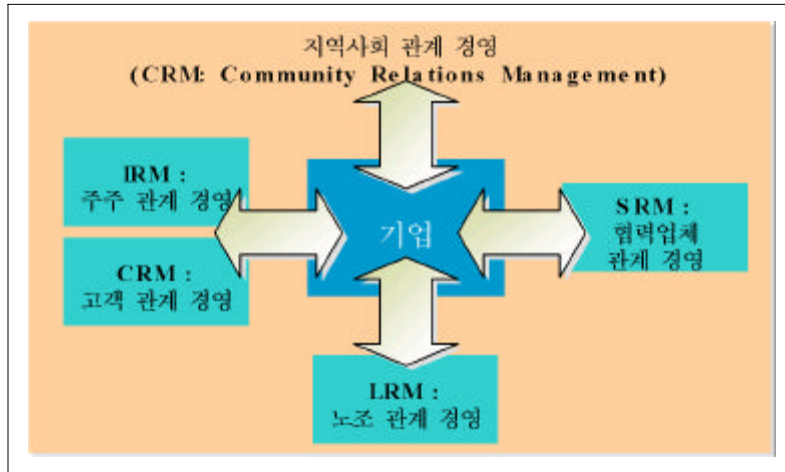 지역사회 관계 경영
(CRM: Community Relations Management)
IRM :
주주 관계 경영
CRM :
고객 관계 경영
기업
SRM :
협력업체
관계 경영
LRM :
노조 관계 경영